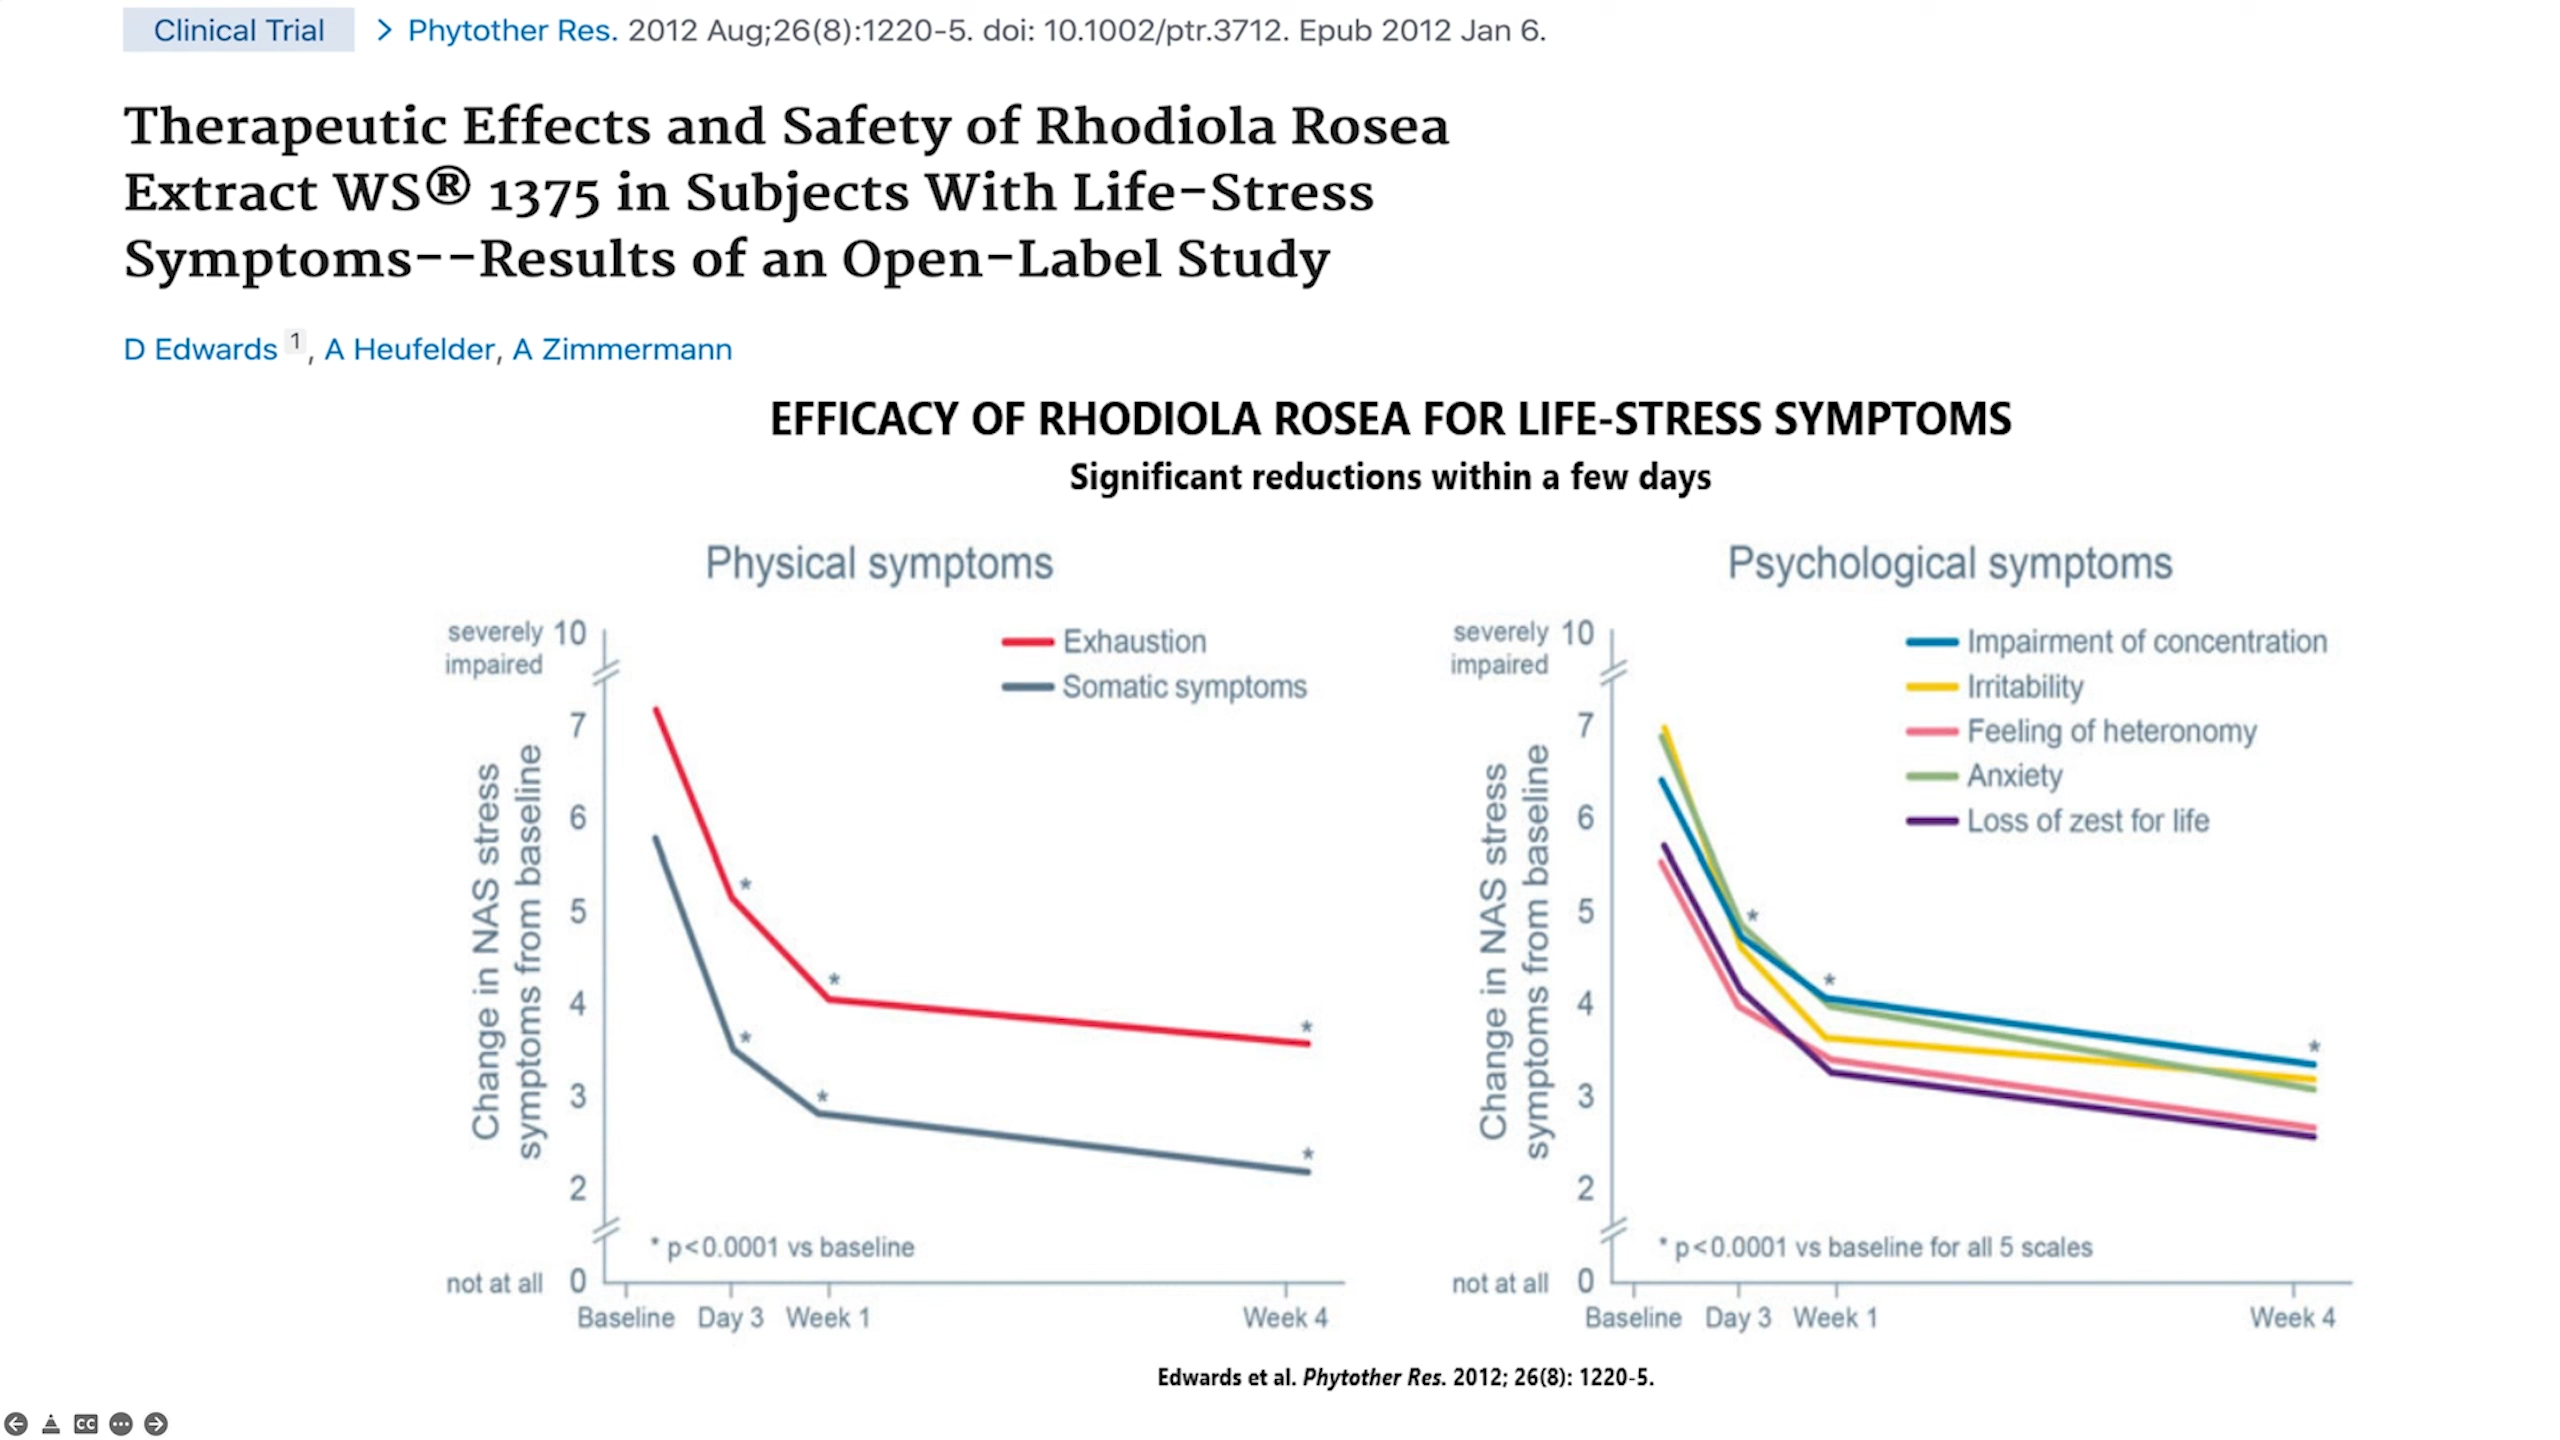 Clinical Trial > Phytother Res. 2012 Aug;26(8):1220-5. doi: 10.1002/ptr.3712. Epub 2012 Jan 6.
Therapeutic Effects and Safety of Rhodiola Rosea
Extract WS® 1375 in Subjects With Life-Stress
Symptoms--Results of an Open-Label Study
D Edwards 1, A Heufelder, A Zimmermann
EFFICACY OF RHODIOLA ROSEA FOR LIFE-STRESS SYMPTOMS
Significant reductions within a few days
Physical symptoms
severely impaired 10
7
6
5
4
3
2
not at all 0
Change in NAS stress
symptoms from baseline
Exhaustion
Somatic symptoms
*
*
*
*
*
*
* p<0.0001 vs baseline
Baseline Day 3 Week 1 Week 4
Psychological symptoms
severely impaired 10
7
6
5
4
3
2
not at all 0
Change in NAS stress
symptoms from baseline
Impairment of concentration
Irritability
Feeling of heteronomy
Anxiety
Loss of zest for life
*
*
*
* p<0.0001 vs baseline for all 5 scales
Baseline Day 3 Week 1 Week 4
Edwards et al. Phytother Res. 2012; 26(8): 1220-5.
CC